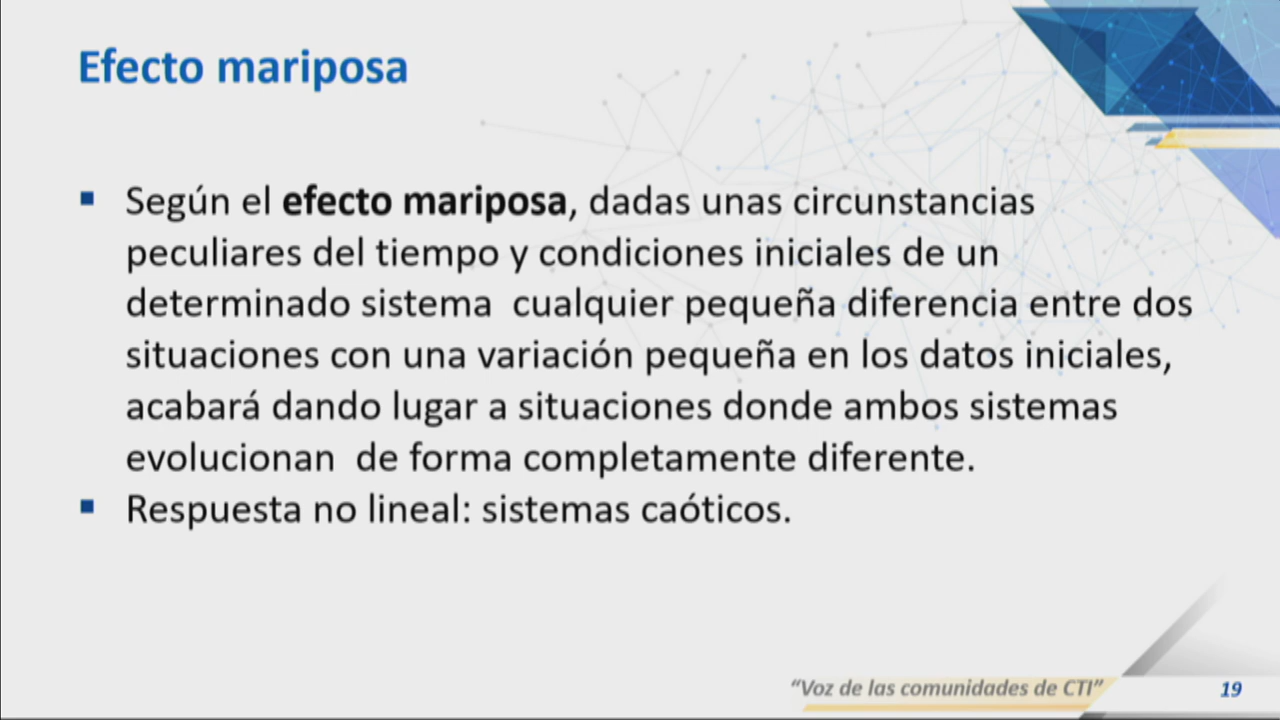 Efecto mariposa
▪ Según el efecto mariposa, dadas unas circunstancias
peculiares del tiempo y condiciones iniciales de un
determinado sistema  cualquier pequeña diferencia entre dos
situaciones con una variación pequeña en los datos iniciales,
acabará dando lugar a situaciones donde ambos sistemas
evolucionan  de forma completamente diferente.
▪ Respuesta no lineal: sistemas caóticos.
“Voz de las comunidades de CTI”
19